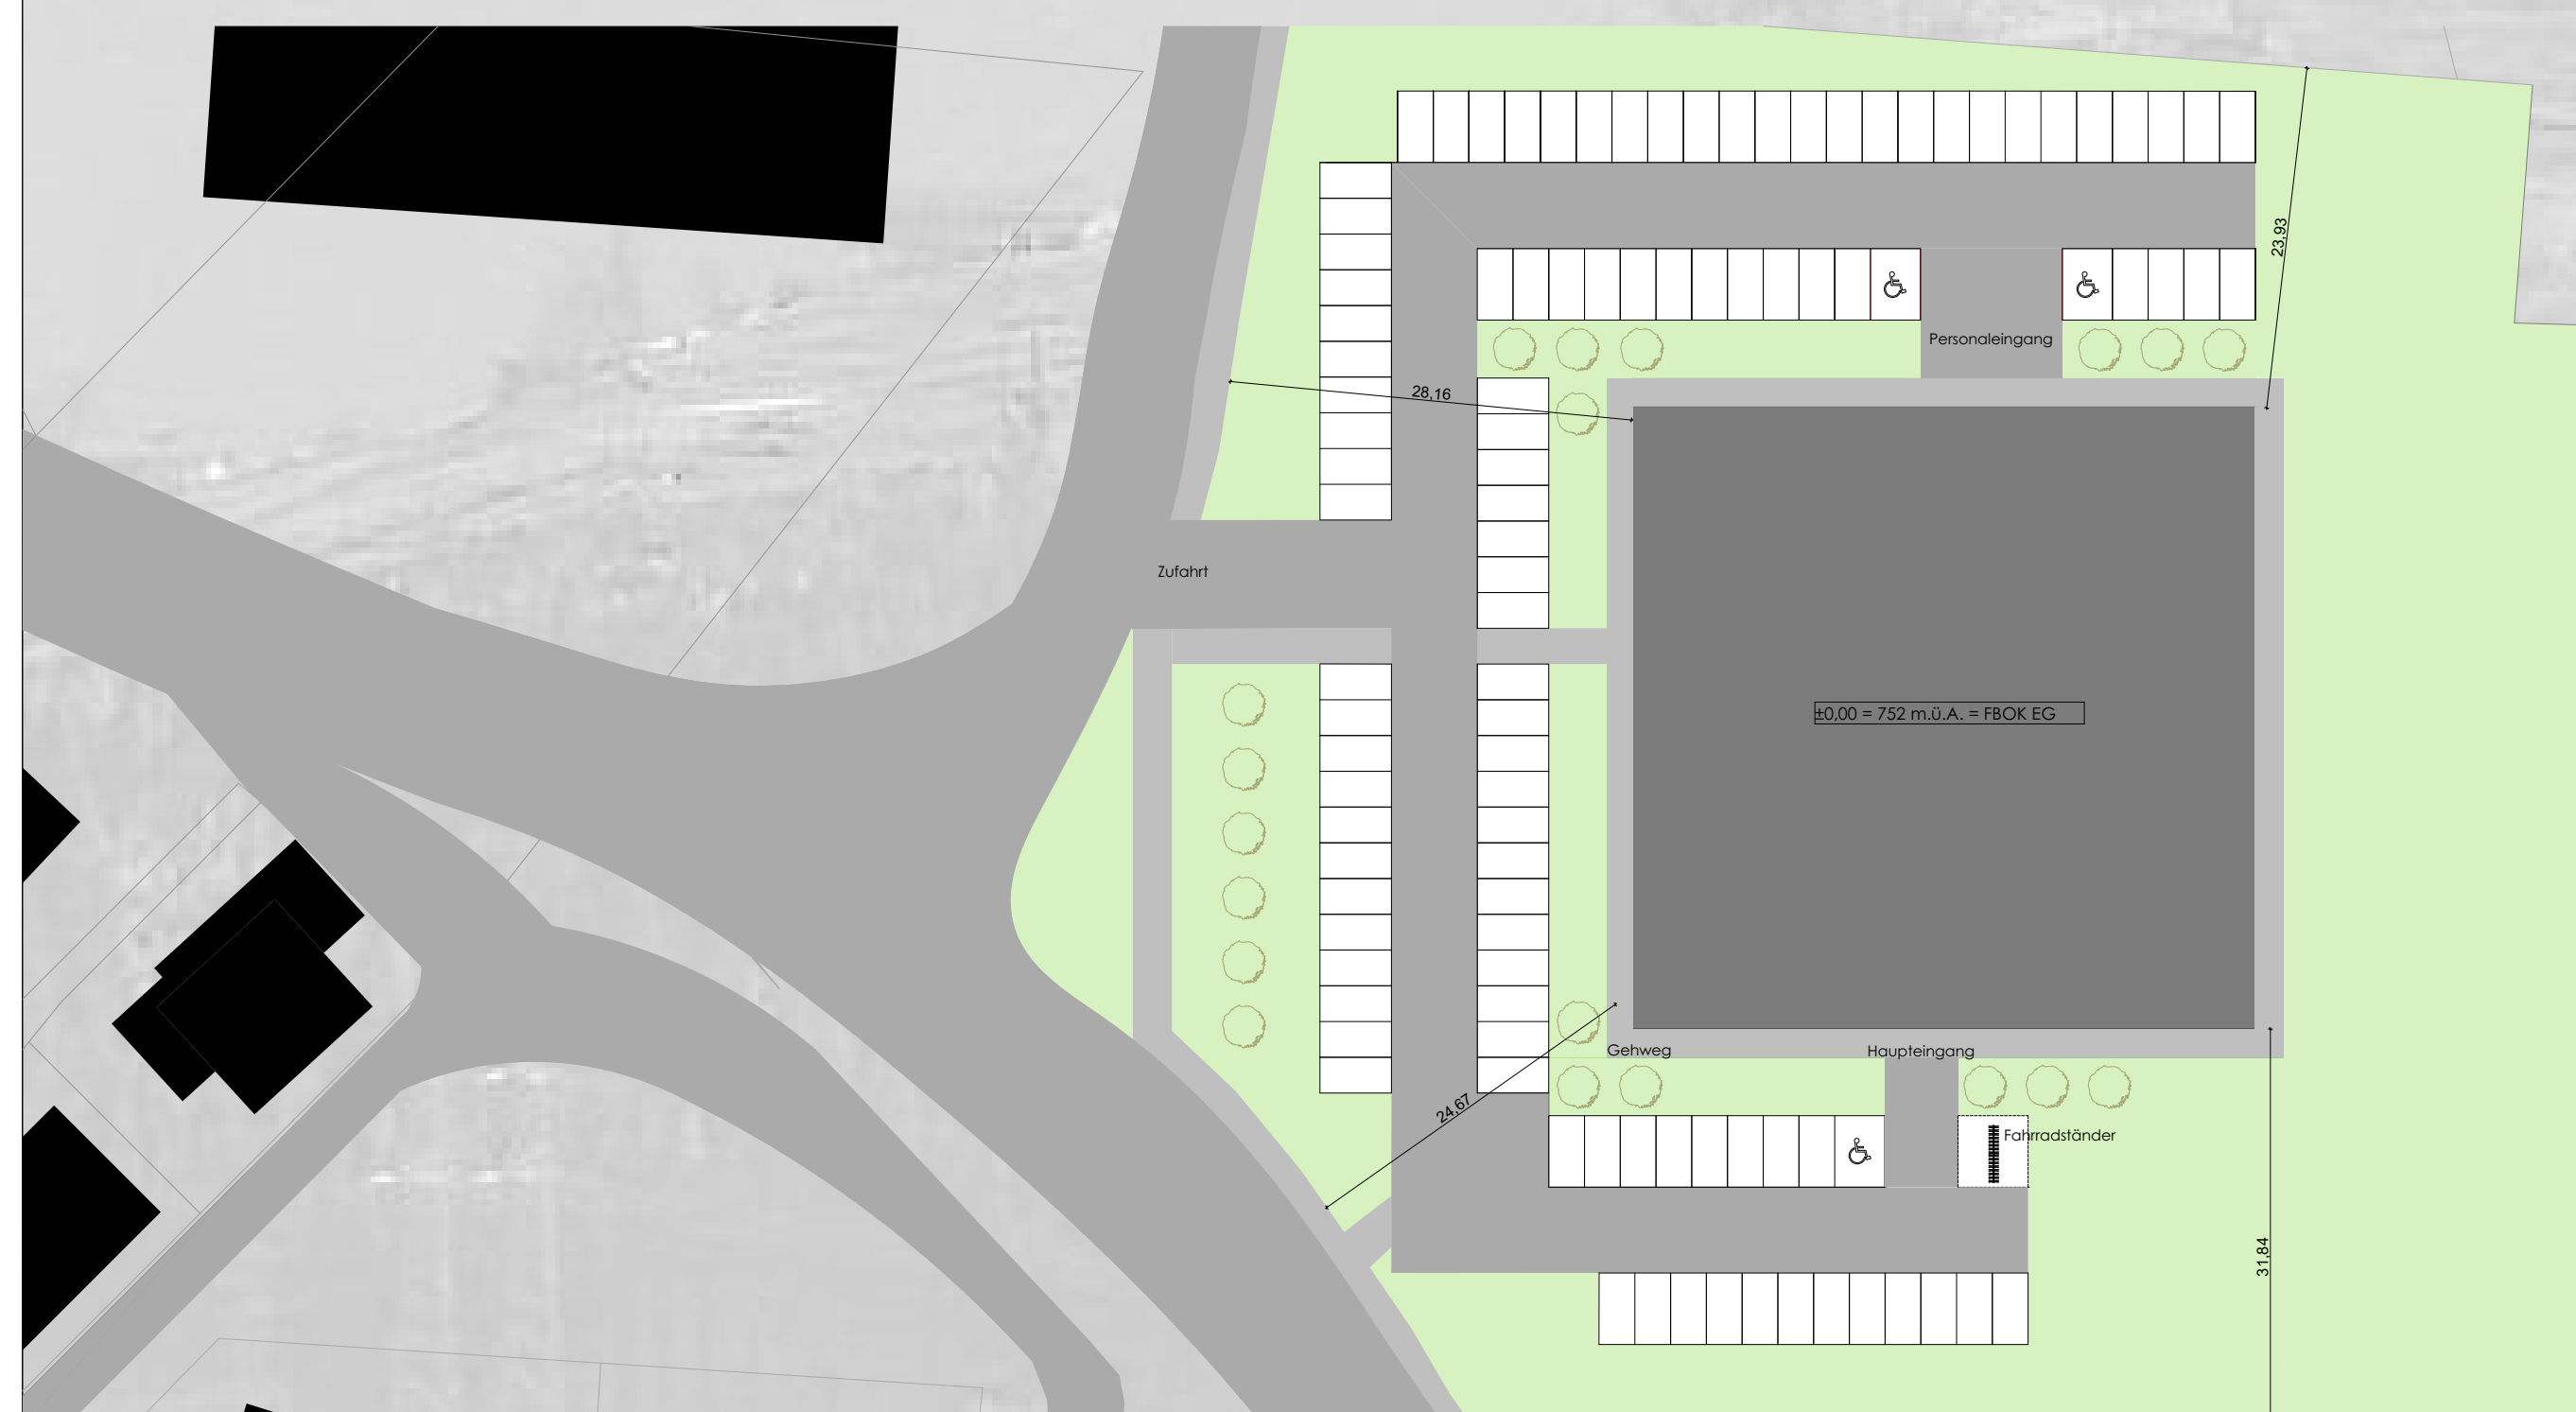 23,93
Personaleingang
28,16
Zufahrt
±0,00 = 752 m.ü.A. = FBOK EG
Gehweg
Haupteingang
24,67
Fahrradständer
31,84